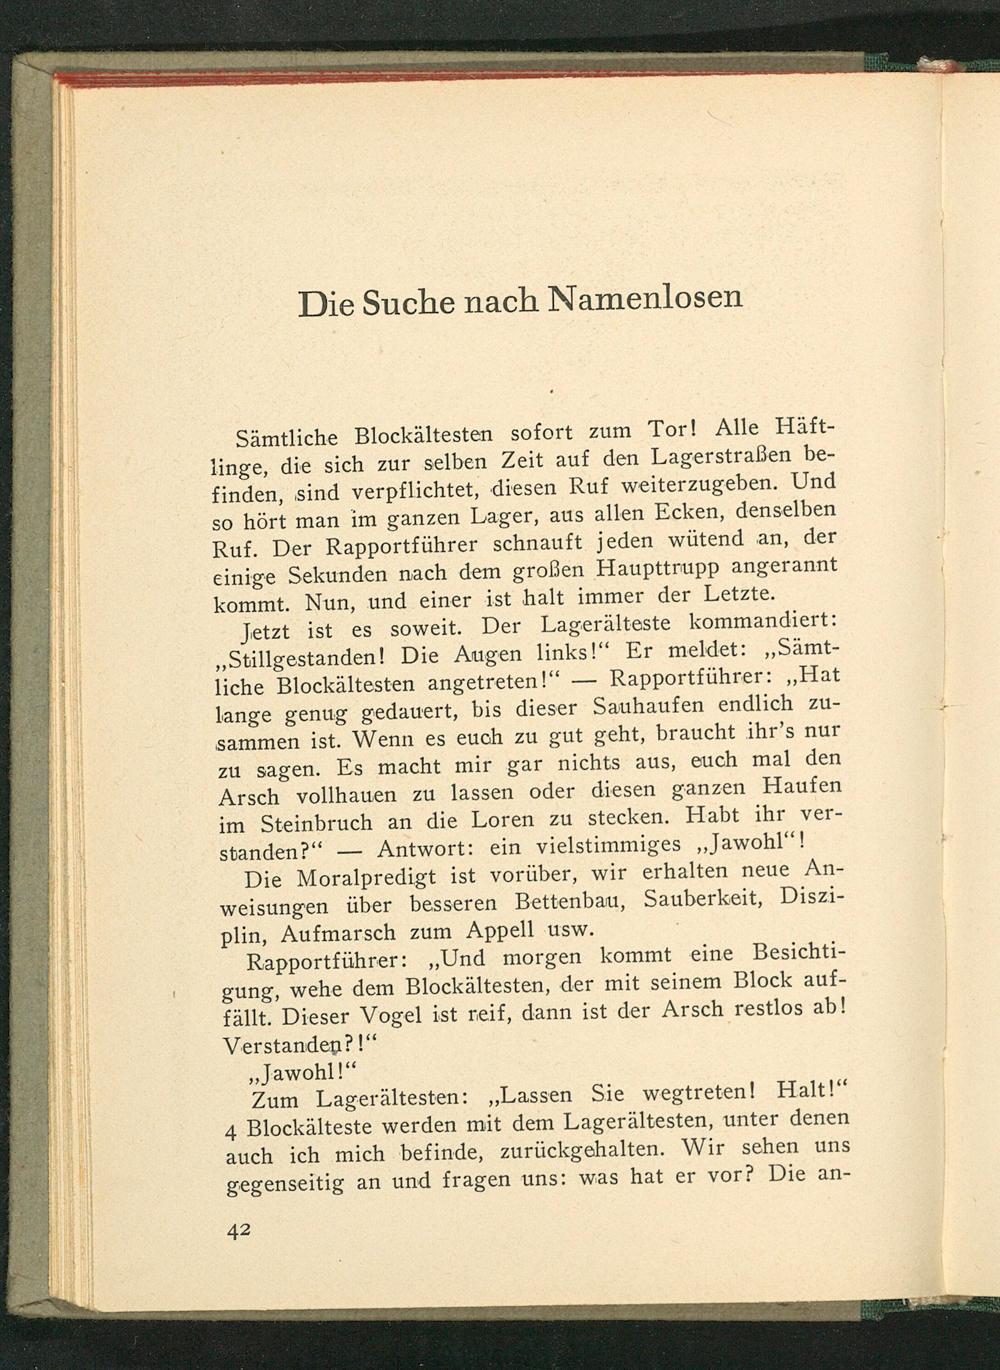 Die Suche nach Namenlosen
Sämtliche Blockältesten sofort zum Tor! Alle Häft-
linge, die sich zur selben Zeit auf den Lagerstraßen be-
finden, sind verpflichtet, diesen Ruf weiterzugeben. Und
so hört man im ganzen Lager, aus allen Ecken, denselben
Ruf. Der Rapportführer schnauft jeden wütend an, der
einige Sekunden nach dem großen Haupttrupp angerannt
kommt. Nun, und einer ist halt immer der Letzte.
Jetzt ist es soweit. Der Lagerälteste kommandiert:
„Stillgestanden! Die Augen links!“ Er meldet: „Sämt-
liche Blockältesten angetreten!“ — Rapportführer: „Hat
lange genug gedauert, bis dieser Sauhaufen endlich zu-
sammen ist. Wenn es euch zu gut geht, braucht ihr’s nur
zu sagen. Es macht mir gar nichts aus, euch mal den
Arsch vollhauen zu lassen oder diesen ganzen Haufen
im Steinbruch an die Loren zu stecken. Habt ihr ver-
standen?“ — Antwort: ein vielstimmiges „Jawohl“!
Die Moralpredigt ist vorüber, wir erhalten neue An-
weisungen über besseren Bettenbau, Sauberkeit, Diszi-
plin, Aufmarsch zum Appell usw.
Rapportführer: „Und morgen kommt eine Besichti-
gung, wehe dem Blockältesten, der mit seinem Block auf-
fällt. Dieser Vogel ist reif, dann ist der Arsch restlos ab!
Verstanden?!“
„Jawohl!“
Zum Lagerältesten: „Lassen Sie wegtreten! Halt!“
4 Blockälteste werden mit dem Lagerältesten, unter denen
auch ich mich befinde, zurückgehalten. Wir sehen uns
gegenseitig an und fragen uns: was hat er vor? Die an-
42